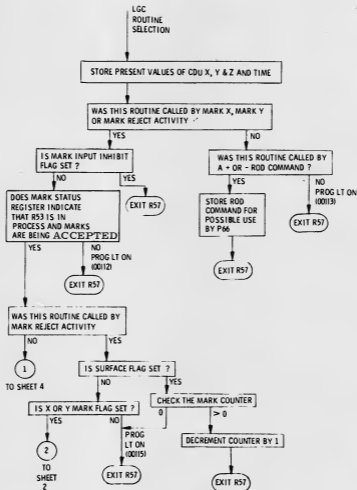 LGC
ROUTINE
SELECTION
STORE PRESENT VALUES OF CDU X, Y & Z AND TIME
WAS THIS ROUTINE CALLED BY MARK X, MARK Y
OR MARK REJECT ACTIVITY
YES
NO
IS MARK INPUT INHIBIT
FLAG SET ?
NO
YES
EXIT R57
WAS THIS ROUTINE CALLED BY
A + OR - ROD COMMAND ?
YES
NO
PROG LT ON
(00113)
EXIT R57
STORE ROD
COMMAND FOR
POSSIBLE USE
BY P66
EXIT R57
DOES MARK STATUS
REGISTER INDICATE
THAT R53 IS IN
PROCESS AND MARKS
ARE BEING ACCEPTED
YES
NO
PROG LT ON
(00112)
EXIT R57
WAS THIS ROUTINE CALLED BY
MARK REJECT ACTIVITY
NO
YES
1
TO SHEET 4
IS SURFACE FLAG SET ?
NO
YES
IS X OR Y MARK FLAG SET ?
YES
NO
PROG
LT ON
(00115)
EXIT R57
2
TO
SHEET
2
CHECK THE MARK COUNTER
0
> 0
DECREMENT COUNTER BY 1
EXIT R57